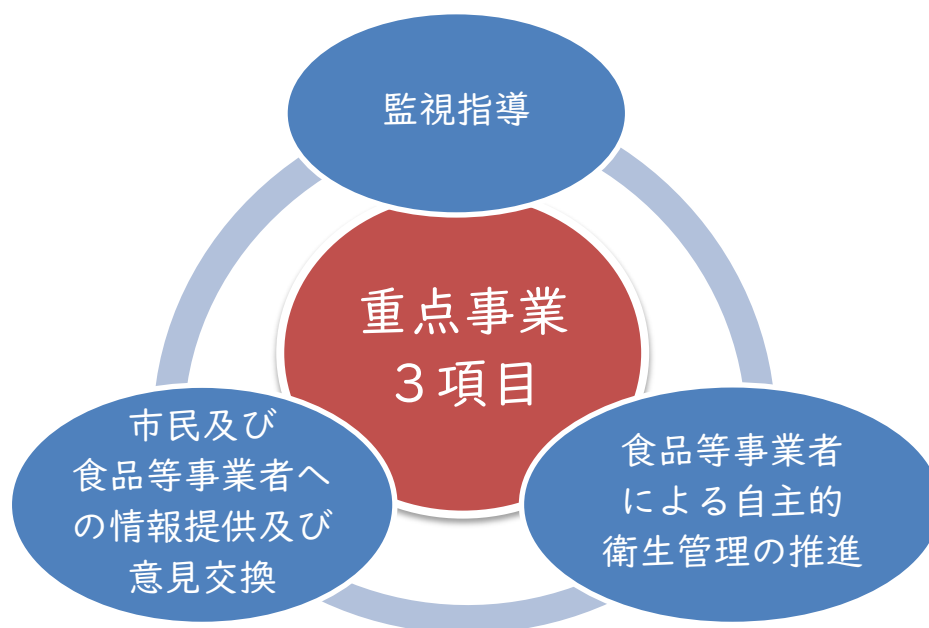 監視指導
重点事業
３項目
市民及び
食品等事業者へ
の情報提供及び
意見交換
食品等事業者
による自主的
衛生管理の推進